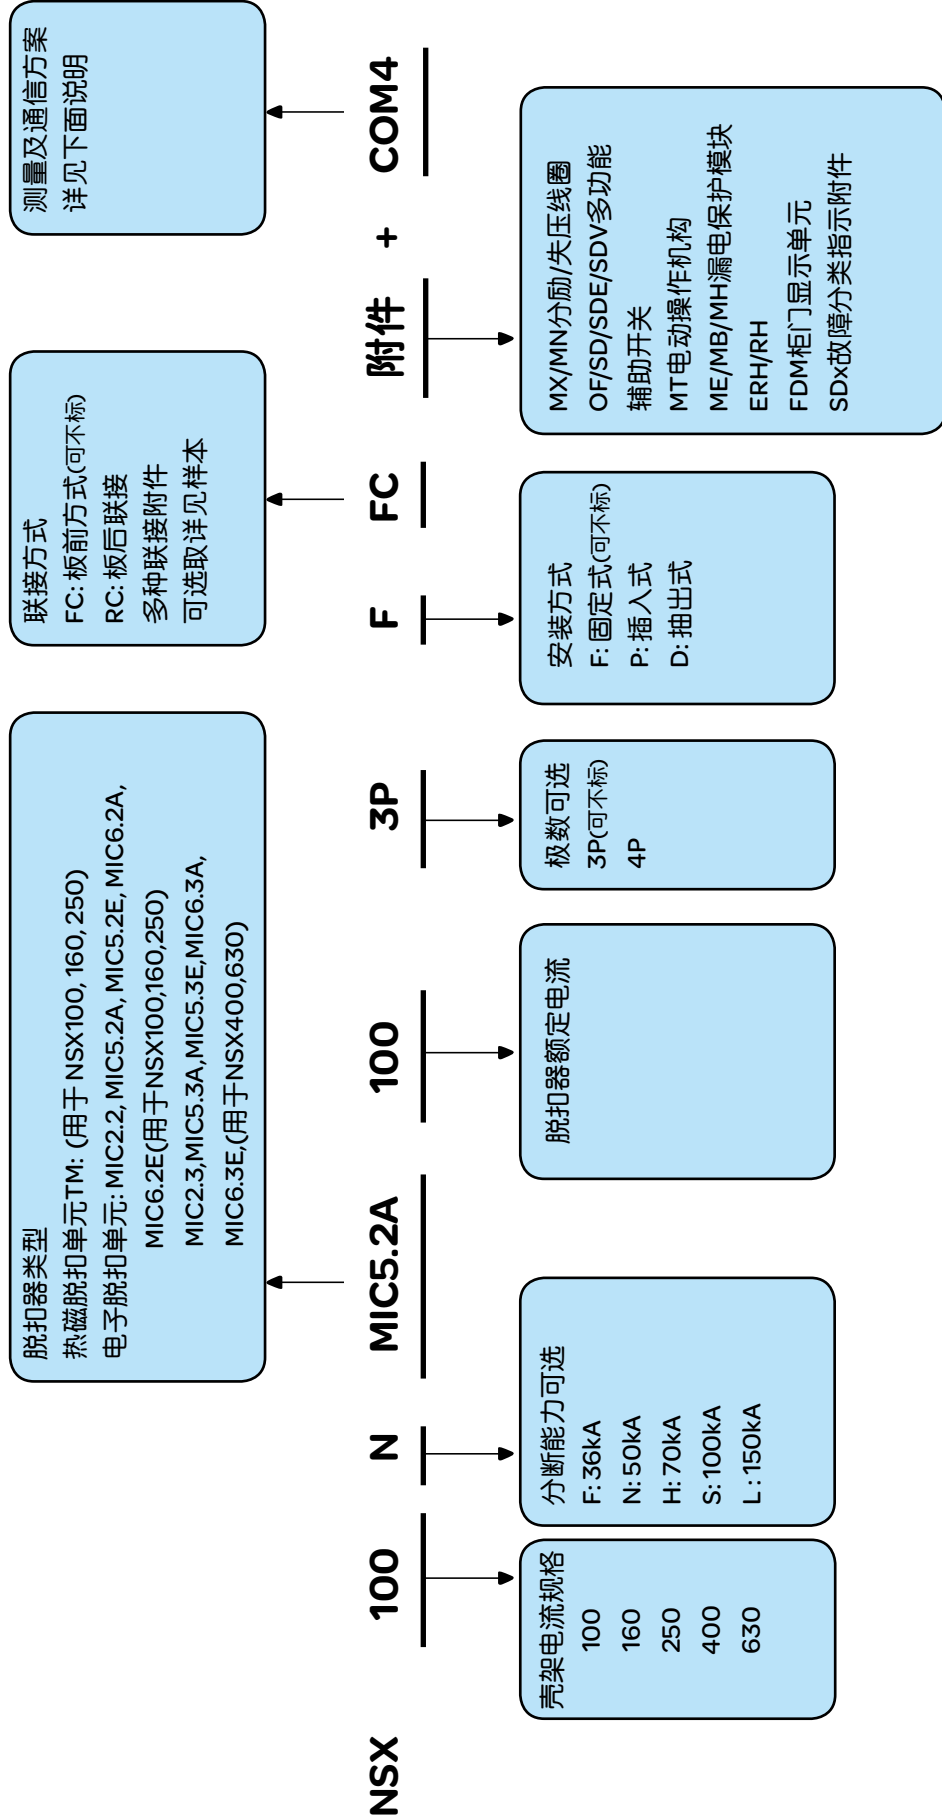 脱扣器类型
热磁脱扣单元TM: (用于 NSX100, 160, 250)
电子脱扣单元: MIC2.2, MIC5.2A, MIC5.2E, MIC6.2A,
MIC6.2E(用于NSX100,160,250)
MIC2.3,MIC5.3A,MIC5.3E,MIC6.3A,
MIC6.3E,(用于NSX400,630)
联接方式
FC: 板前方式(可不标)
RC: 板后联接
多种联接附件
可选取详见样本
测量及通信方案
详见下面说明
NSX 100 N MIC5.2A 100 3P F FC 附件 + COM4
壳架电流规格
100
160
250
400
630
分断能力可选
F: 36kA
N: 50kA
H: 70kA
S: 100kA
L : 150kA
脱扣器额定电流
极数可选
3P(可不标)
4P
安装方式
F: 固定式(可不标)
P: 插入式
D: 抽出式
MX/MN分励/失压线圈
OF/SD/SDE/SDV多功能
辅助开关
MT电动操作机构
ME/MB/MH漏电保护模块
ERH/RH
FDM柜门显示单元
SDx故障分类指示附件